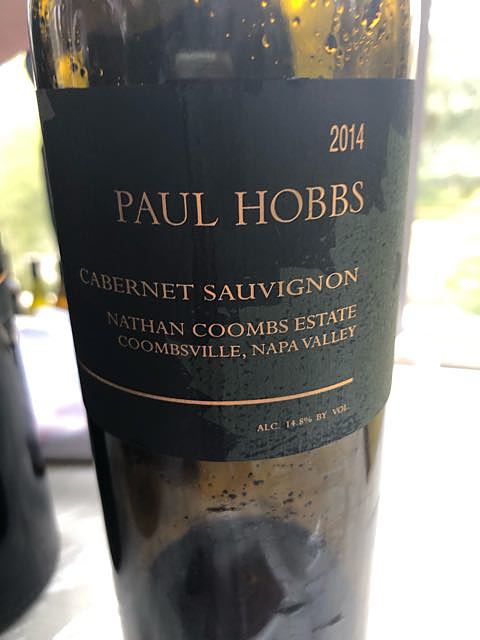 2014
PAUL HOBBS
CABERNET SAUVIGNON
NATHAN COOMBS ESTATE
COOMBSVILLE, NAPA VALLEY
ALC 14.8% BY VOL.